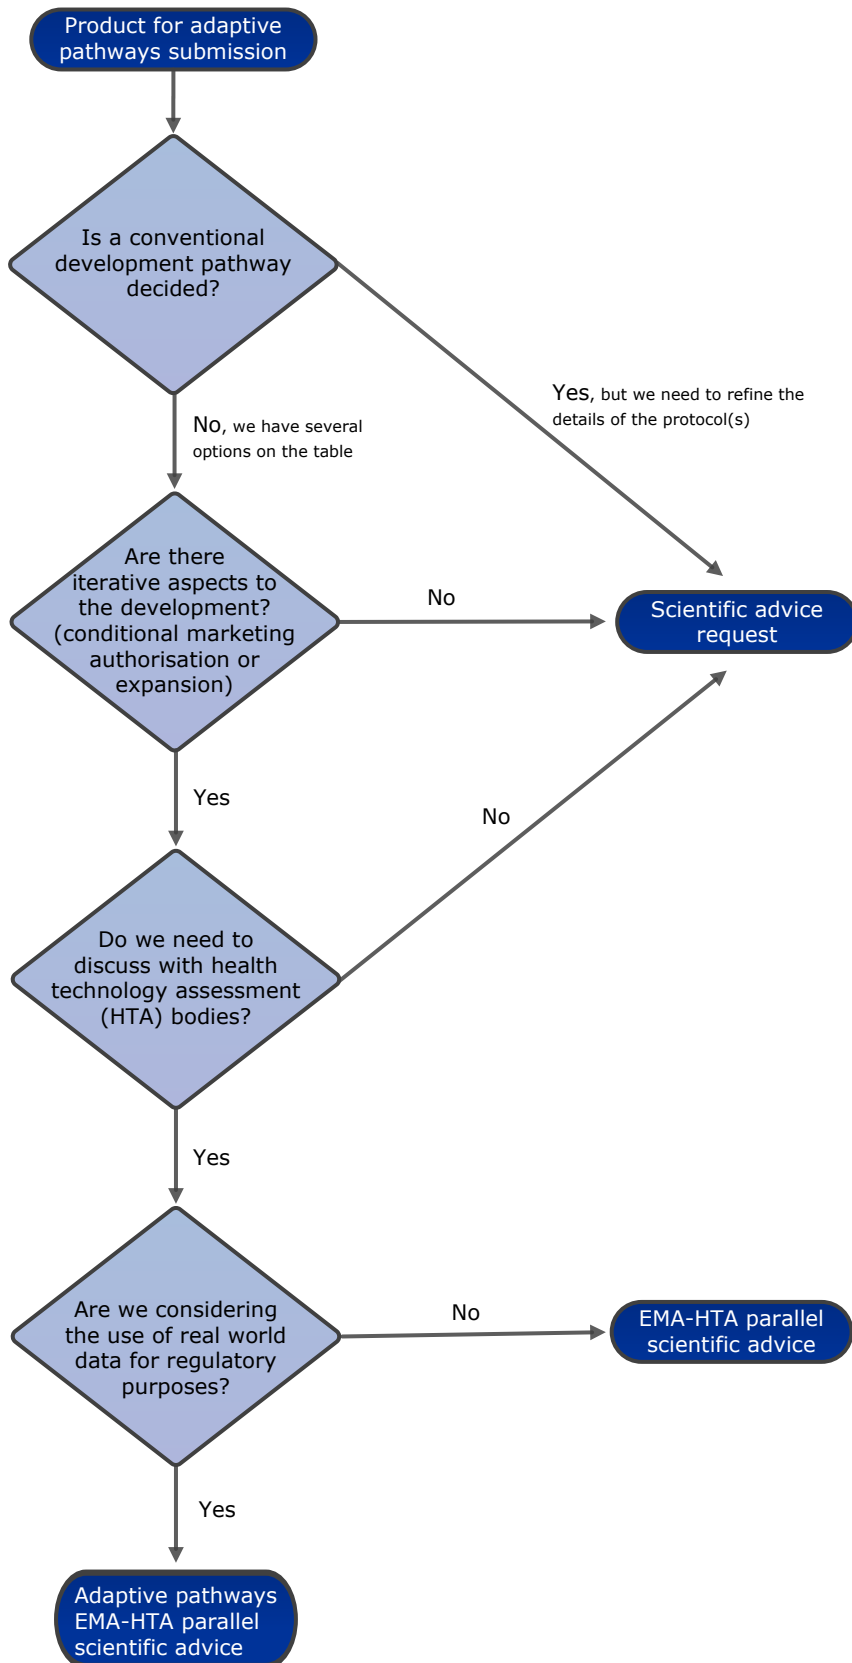 Product for adaptive
pathways submission
Is a conventional
development pathway
decided?
Yes, but we need to refine the
details of the protocol(s)
No, we have several
options on the table
Are there
iterative aspects to
the development?
(conditional marketing
authorisation or
expansion)
No
Scientific advice
request
Yes
No
Do we need to
discuss with health
technology assessment
(HTA) bodies?
Yes
Are we considering
the use of real world
data for regulatory
purposes?
No
EMA-HTA parallel
scientific advice
Yes
Adaptive pathways
EMA-HTA parallel
scientific advice